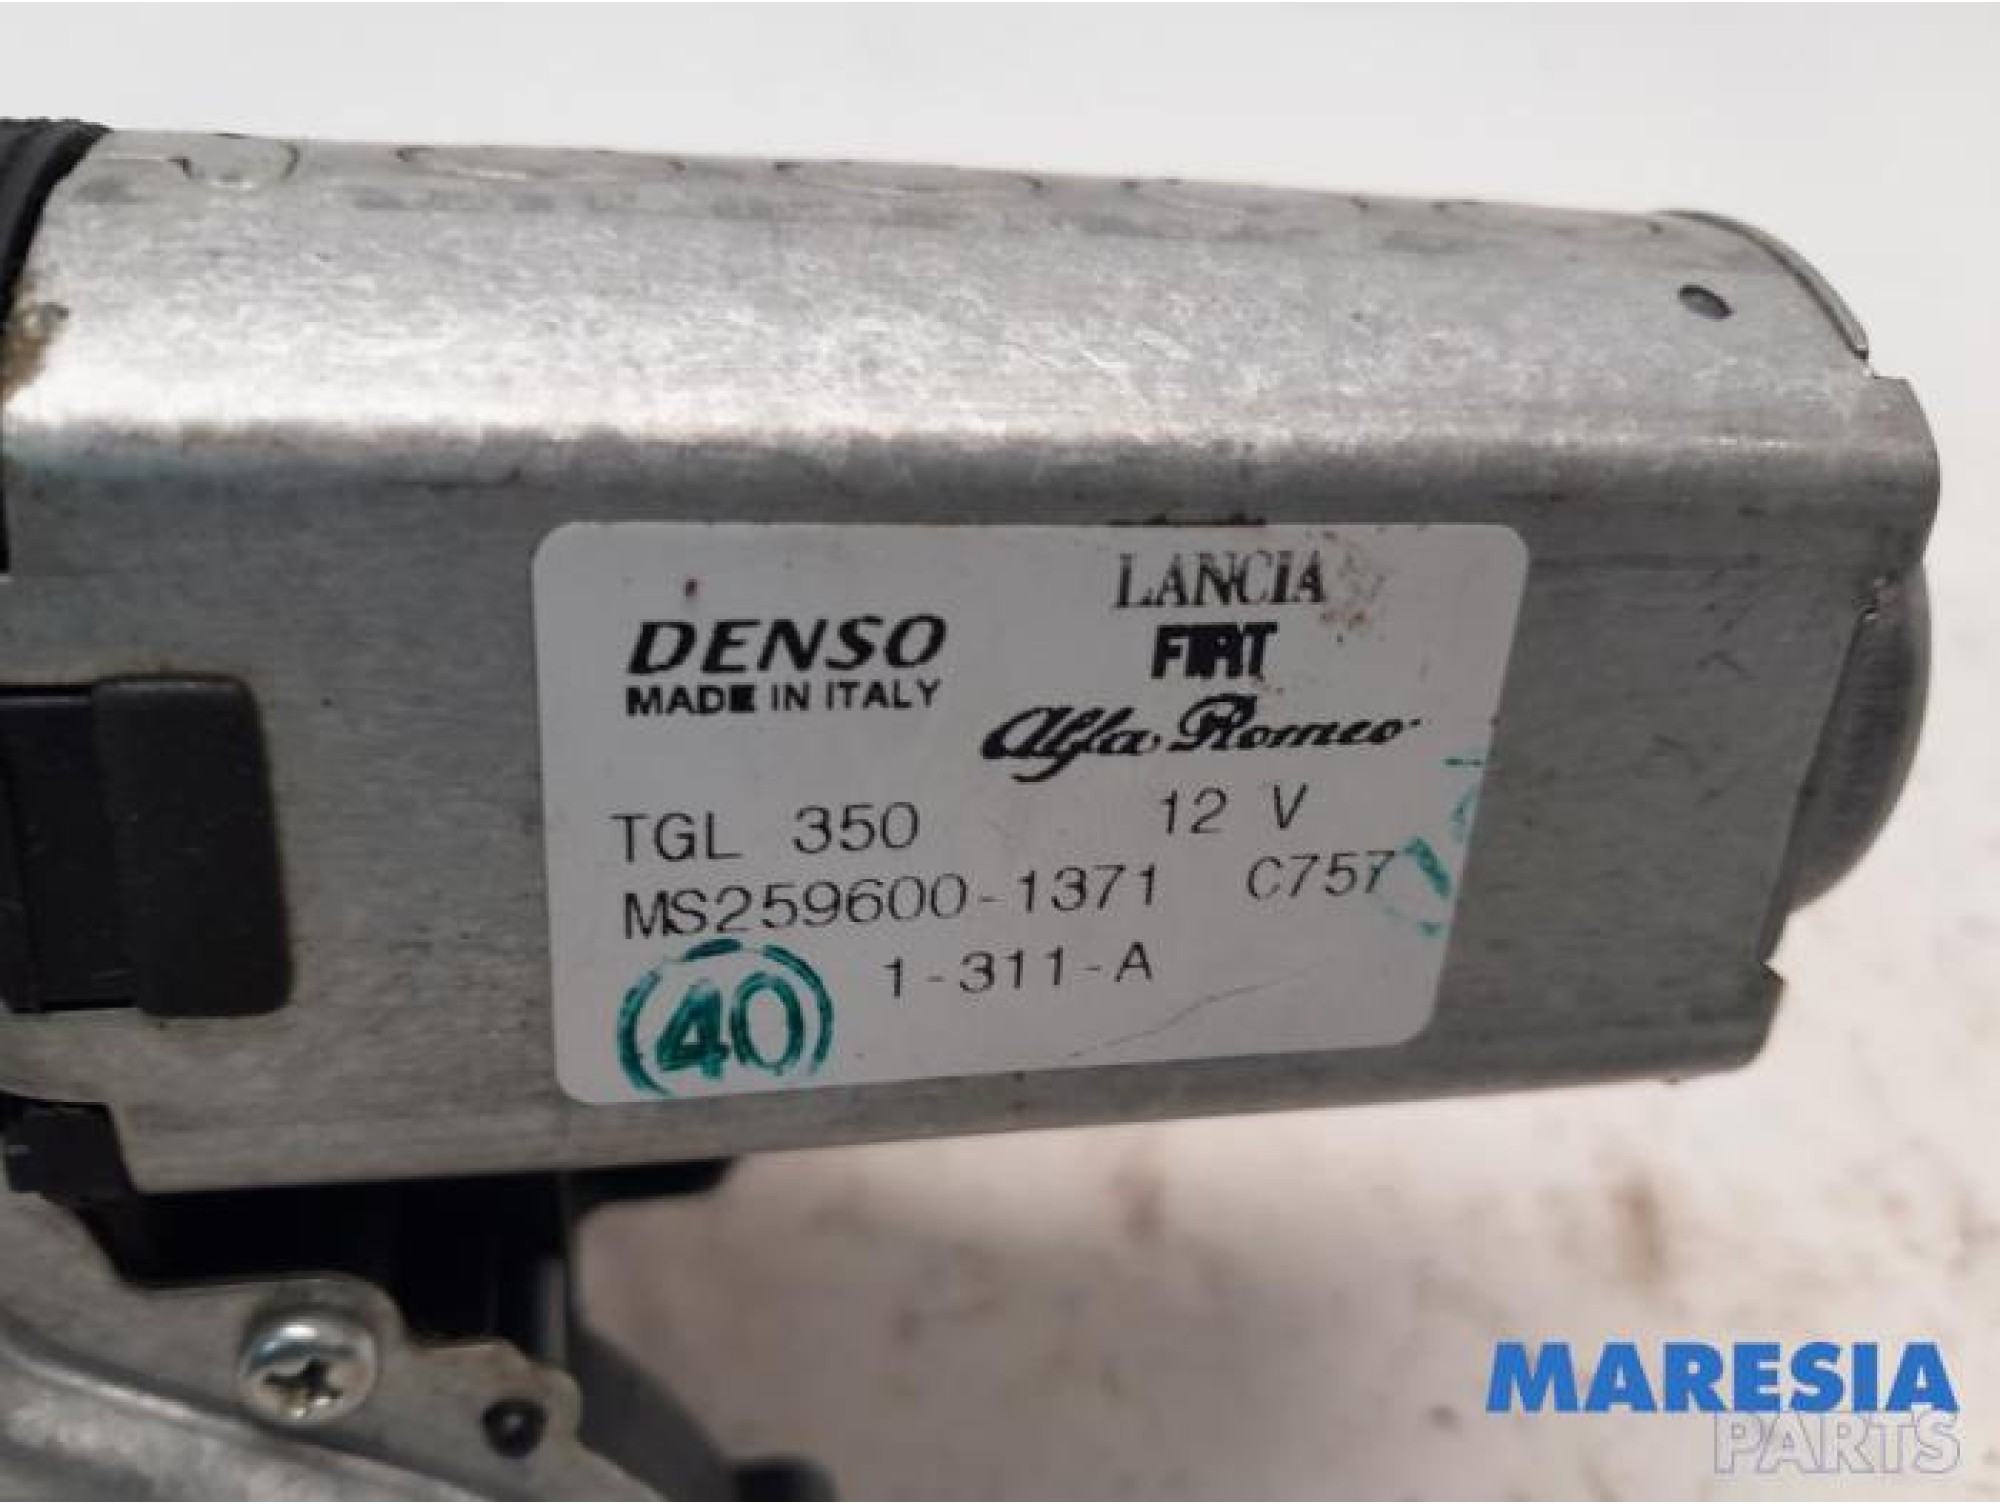 DENSO
MADE IN ITALY
LANCIA
FIAT
Alfa Romeo
TGL 350 12 V
MS259600-1371 C757
40 1-311-A
MARESIA
PARTS